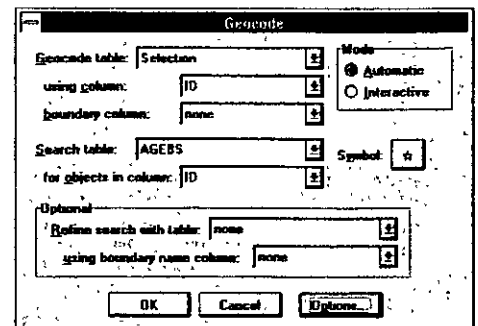 Geocode
Geocode table: Selection
using column: ID
boundary column: none
Mode
Automatic
Interactive
Search table: AGEBS
for objects in column: ID
Symbol: ☆
Optional
Refine search with table: none
using boundary name column: none
OK Cancel Options...